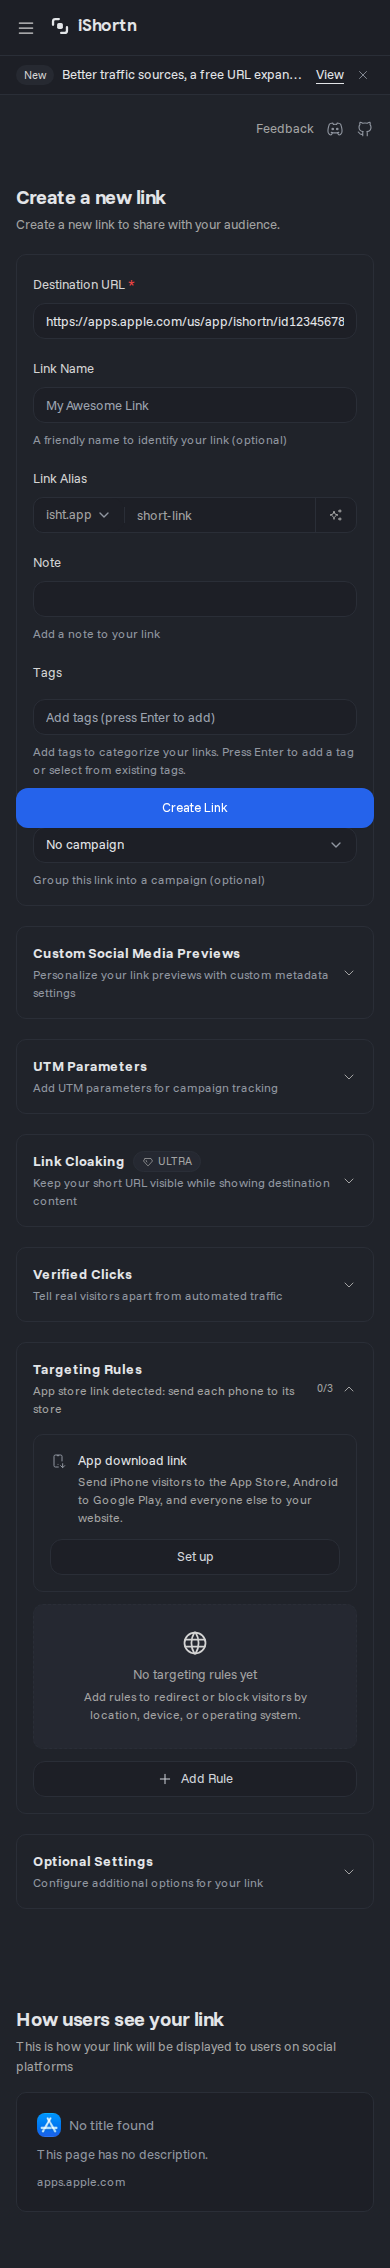 iShortn
New Better traffic sources, a free URL expan... View
Feedback
Create a new link
Create a new link to share with your audience.
Destination URL *
https://apps.apple.com/us/app/ishortn/id12345678
Link Name
My Awesome Link
A friendly name to identify your link (optional)
Link Alias
isht.app short-link
Note
Add a note to your link
Tags
Add tags (press Enter to add)
Add tags to categorize your links. Press Enter to add a tag
or select from existing tags.
Create Link
No campaign
Group this link into a campaign (optional)
Custom Social Media Previews
Personalize your link previews with custom metadata
settings
UTM Parameters
Add UTM parameters for campaign tracking
Link Cloaking ULTRA
Keep your short URL visible while showing destination
content
Verified Clicks
Tell real visitors apart from automated traffic
Targeting Rules
App store link detected: send each phone to its
store
0/3
App download link
Send iPhone visitors to the App Store, Android
to Google Play, and everyone else to your
website.
Set up
No targeting rules yet
Add rules to redirect or block visitors by
location, device, or operating system.
Add Rule
Optional Settings
Configure additional options for your link
How users see your link
This is how your link will be displayed to users on social
platforms
No title found
This page has no description.
apps.apple.com